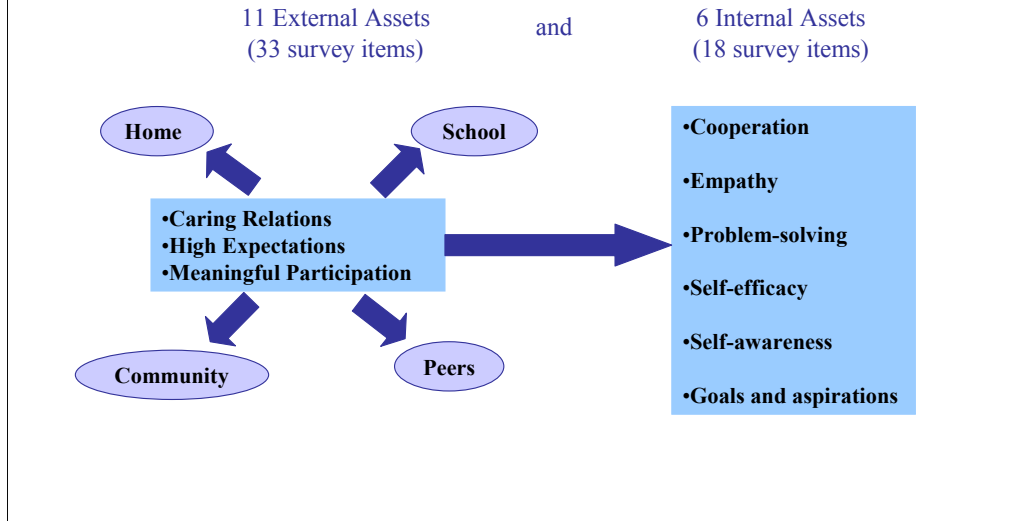 11 External Assets
(33 survey items)
and
6 Internal Assets
(18 survey items)
Home
School
•Caring Relations
•High Expectations
•Meaningful Participation
Community
Peers
•Cooperation
•Empathy
•Problem-solving
•Self-efficacy
•Self-awareness
•Goals and aspirations